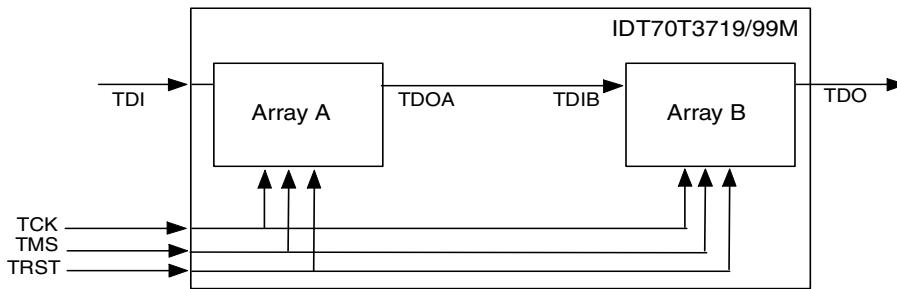 IDT70T3719/99M
TDI
Array A
TDOA
TDIB
Array B
TDO
TCK
TMS
TRST